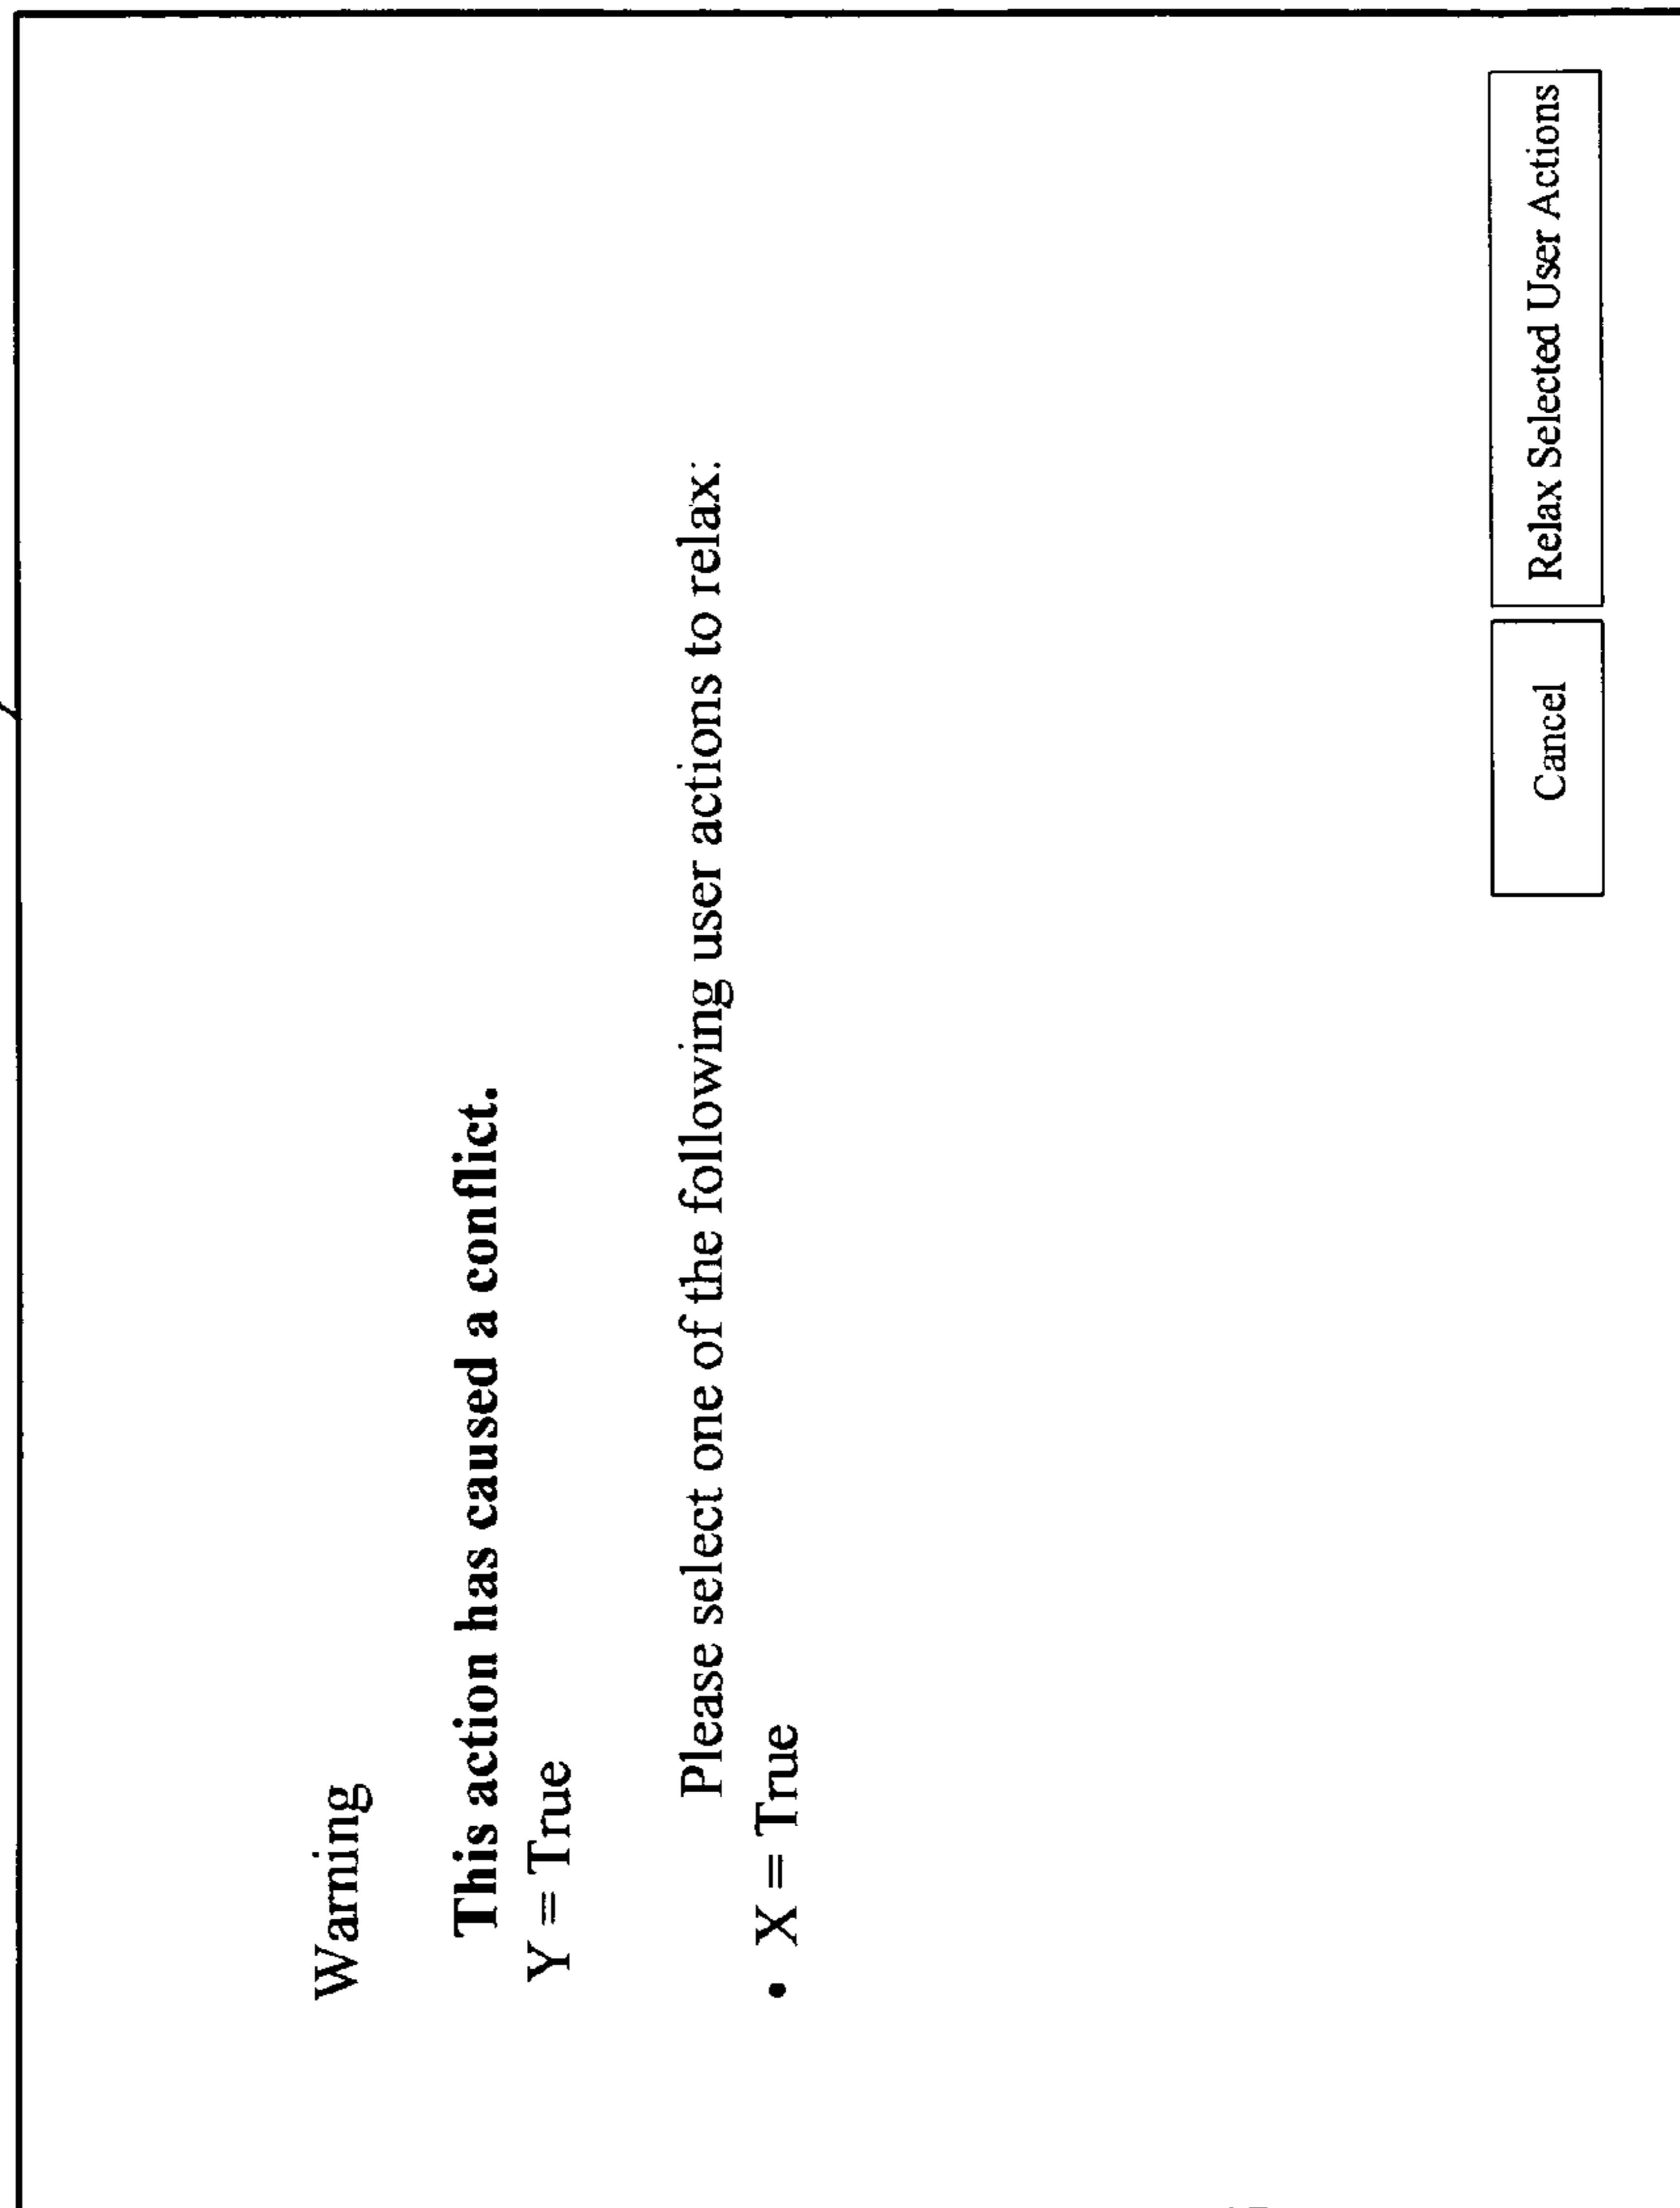 Warning
This action has caused a conflict.
Y = True
Please select one of the following user actions to relax:
• X = True
Cancel
Relax Selected User Actions